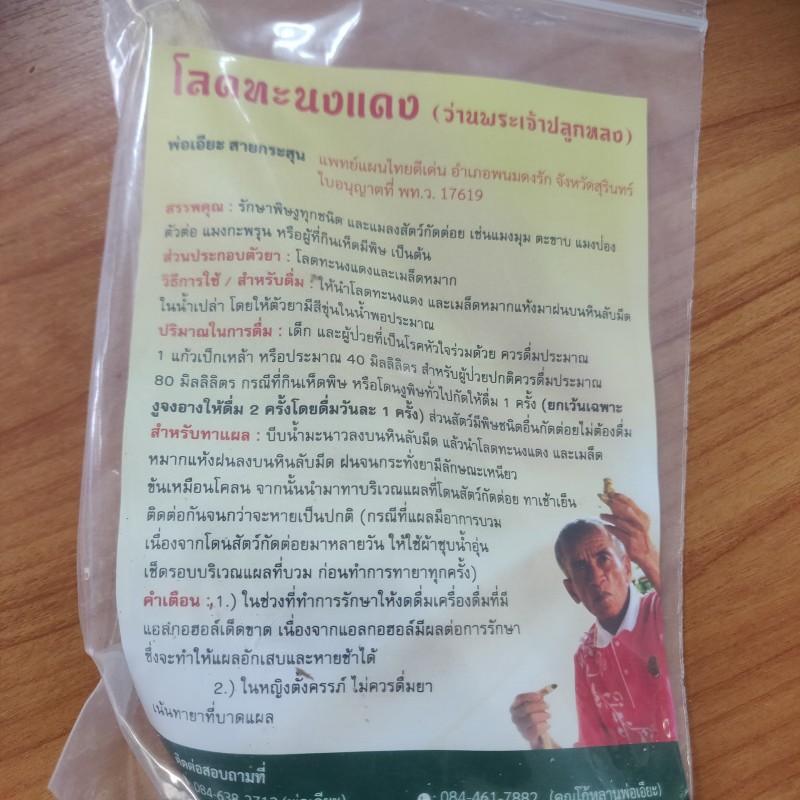 โลดทะนงแดง (ว่านพระเจ้าปลูกหลง)
พ่อเอียะ สายกระสุน แพทย์แผนไทยดีเด่น อำเภอพนมดงรัก จังหวัดสุรินทร์
ใบอนุญาตที่ พท.ว. 17619
สรรพคุณ : รักษาพิษงูทุกชนิด และแมลงสัตว์กัดต่อย เช่นแมงมุม ตะขาบ แมงป่อง
ตัวต่อ แมงกะพรุน หรือผู้ที่กินเห็ดมีพิษ เป็นต้น
ส่วนประกอบตัวยา : โลดทะนงแดงและเมล็ดหมาก
วิธีการใช้ / สำหรับดื่ม : ให้นำโลดทะนงแดง และเมล็ดหมากแห้งมาฝนบนหินลับมีด
ในน้ำเปล่า โดยให้ตัวยามีสีขุ่นในน้ำพอประมาณ
ปริมาณในการดื่ม : เด็ก และผู้ป่วยที่เป็นโรคหัวใจร่วมด้วย ควรดื่มประมาณ
1 แก้วเป็กเหล้า หรือประมาณ 40 มิลลิลิตร สำหรับผู้ป่วยปกติควรดื่มประมาณ
80 มิลลิลิตร กรณีที่กินเห็ดพิษ หรือโดนงูพิษทั่วไปกัดให้ดื่ม 1 ครั้ง (ยกเว้นเฉพาะ
งูจงอางให้ดื่ม 2 ครั้งโดยดื่มวันละ 1 ครั้ง) ส่วนสัตว์มีพิษชนิดอื่นกัดต่อยไม่ต้องดื่ม
สำหรับทาแผล : บีบน้ำมะนาวลงบนหินลับมีด แล้วนำโลดทะนงแดง และเมล็ด
หมากแห้งฝนลงบนหินลับมีด ฝนจนกระทั่งยามีลักษณะเหนียว
ข้นเหมือนโคลน จากนั้นนำมาทาบริเวณแผลที่โดนสัตว์กัดต่อย ทาเช้าเย็น
ติดต่อกันจนกว่าจะหายเป็นปกติ (กรณีที่แผลมีอาการบวม
เนื่องจากโดนสัตว์กัดต่อยมาหลายวัน ให้ใช้ผ้าชุบน้ำอุ่น
เช็ดรอบบริเวณแผลที่บวม ก่อนทำการทายาทุกครั้ง)
คำเตือน : 1.) ในช่วงที่ทำการรักษาให้งดดื่มเครื่องดื่มที่มี
แอลกอฮอล์เด็ดขาด เนื่องจากแอลกอฮอล์มีผลต่อการรักษา
ซึ่งจะทำให้แผลอักเสบและหายช้าได้
2.) ในหญิงตั้งครรภ์ ไม่ควรดื่มยา
เน้นทายาที่บาดแผล
ติดต่อสอบถามที่
084-638-2712 (พ่อเอียะ) : 084-461-7882 (คุณโก้หลานพ่อเอียะ)